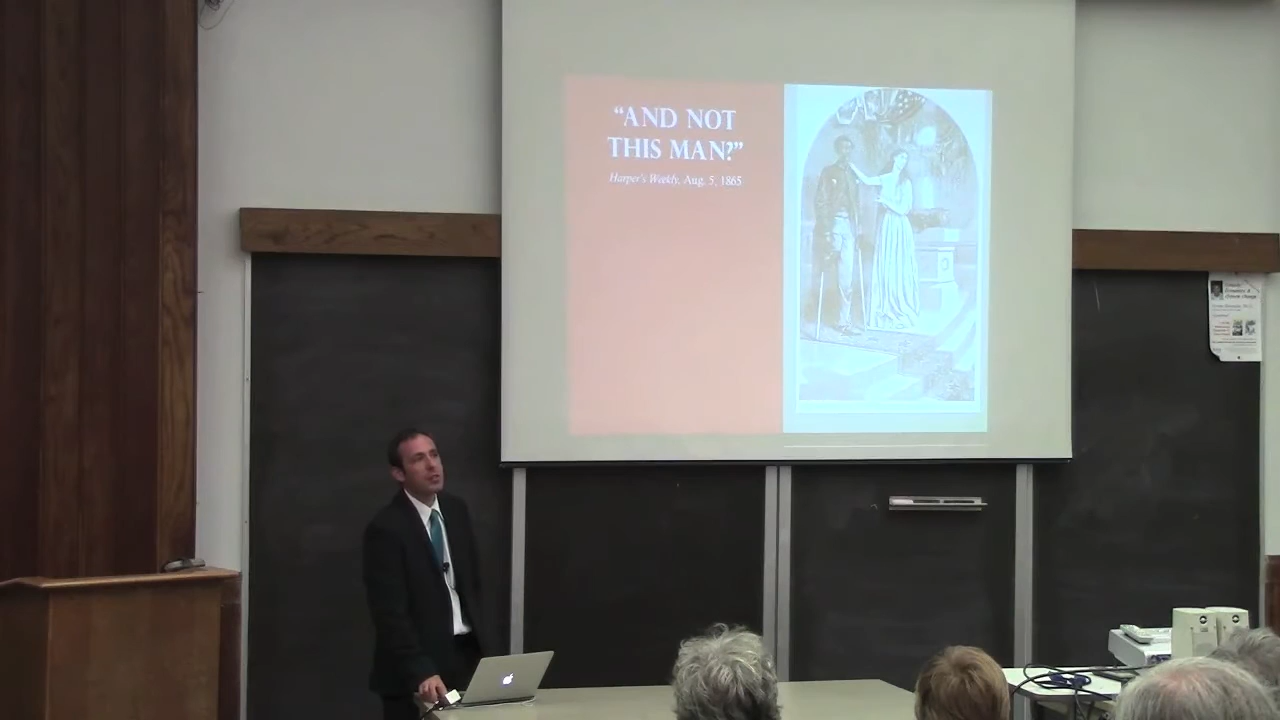 “AND NOT
THIS MAN?”
Harper's Weekly, Aug. 5, 1865